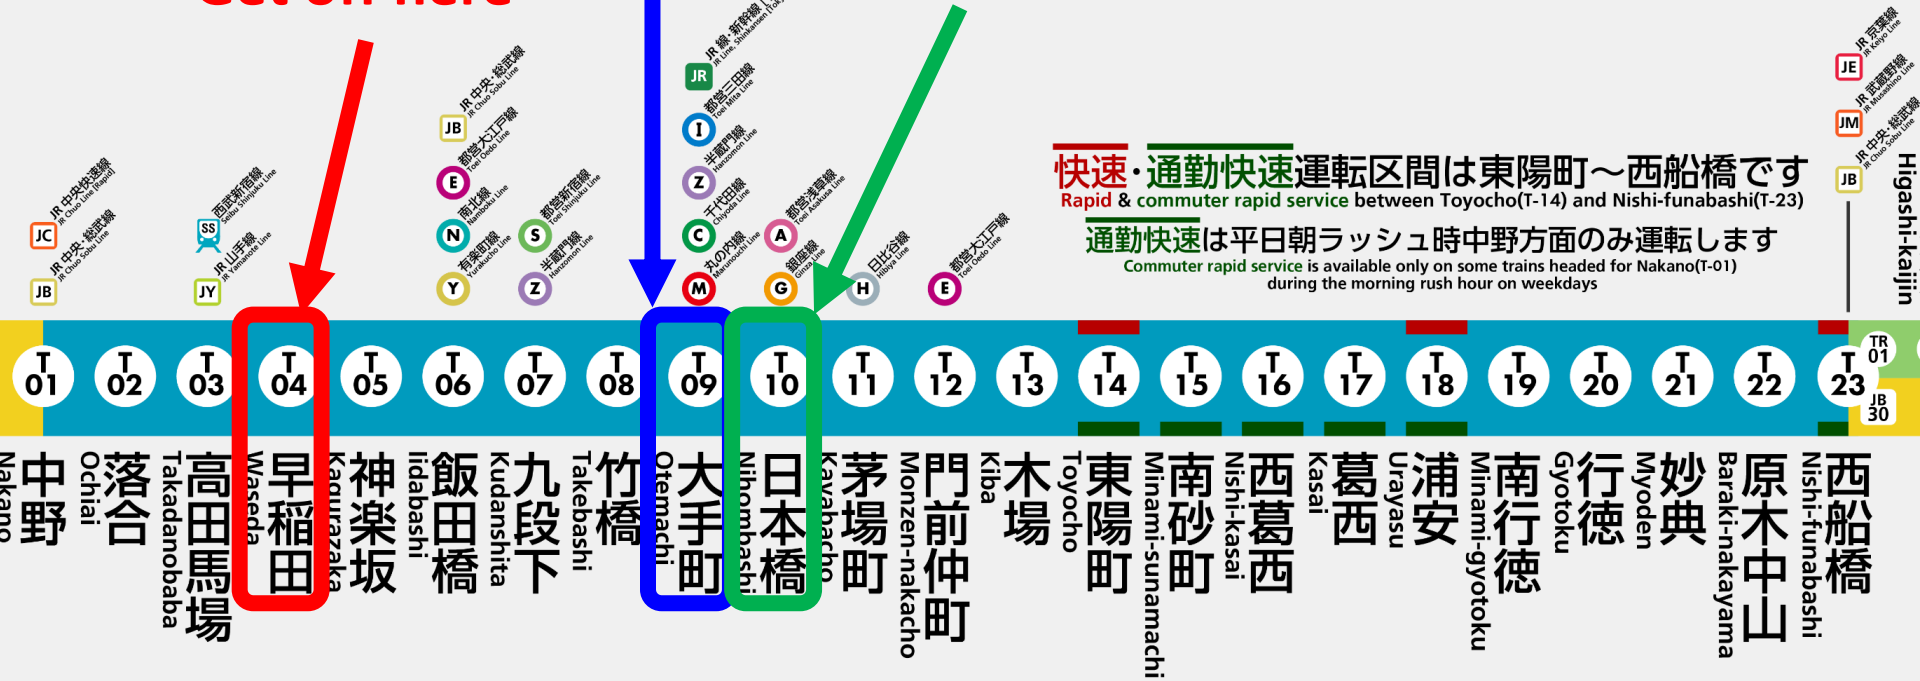 Get off here
JR 中央快速線
JR Chuo Line [Rapid]
JC
JR 中央・総武線
JR Chuo Sobu Line
JB
西武新宿線
Seibu Shinjuku Line
SS
JR 山手線
JR Yamanote Line
JY
JR 中央・総武線
JR Chuo Sobu Line
JB
都営大江戸線
Toei Oedo Line
E
南北線
Namboku Line
N
有楽町線
Yurakucho Line
Y
都営新宿線
Toei Shinjuku Line
S
半蔵門線
Hanzomon Line
Z
JR 線・新幹線
JR Line, Shinkansen
JR
都営三田線
Toei Mita Line
I
半蔵門線
Hanzomon Line
Z
千代田線
Chiyoda Line
C
丸の内線
Marunouchi Line
M
都営浅草線
Toei Asakusa Line
A
銀座線
Ginza Line
G
日比谷線
Hibiya Line
H
都営大江戸線
Toei Oedo Line
E
快速・通勤快速運転区間は東陽町～西船橋です
Rapid & commuter rapid service between Toyocho(T-14) and Nishi-funabashi(T-23)
通勤快速は平日朝ラッシュ時中野方面のみ運転します
Commuter rapid service is available only on some trains headed for Nakano(T-01)
during the morning rush hour on weekdays
JR 京葉線
JR Keiyo Line
JE
JR 武蔵野線
JR Musashino Line
JM
JR 中央・総武線
JR Chuo Sobu Line
JB
Higashi-kaijin
T 01
T 02
T 03
T 04
T 05
T 06
T 07
T 08
T 09
T 10
T 11
T 12
T 13
T 14
T 15
T 16
T 17
T 18
T 19
T 20
T 21
T 22
T 23
TR 01
JB 30
中野
Nakano
落合
Ochiai
高田馬場
Takadanobaba
早稲田
Waseda
神楽坂
Kagurazaka
飯田橋
Iidabashi
九段下
Kudanshita
竹橋
Takebashi
大手町
Otemachi
日本橋
Nihombashi
茅場町
Kayabacho
門前仲町
Monzen-nakacho
木場
Kiba
東陽町
Toyocho
南砂町
Minami-sunamachi
西葛西
Nishi-kasai
葛西
Kasai
浦安
Urayasu
南行徳
Minami-gyotoku
行徳
Gyotoku
妙典
Myoden
原木中山
Baraki-nakayama
西船橋
Nishi-funabashi